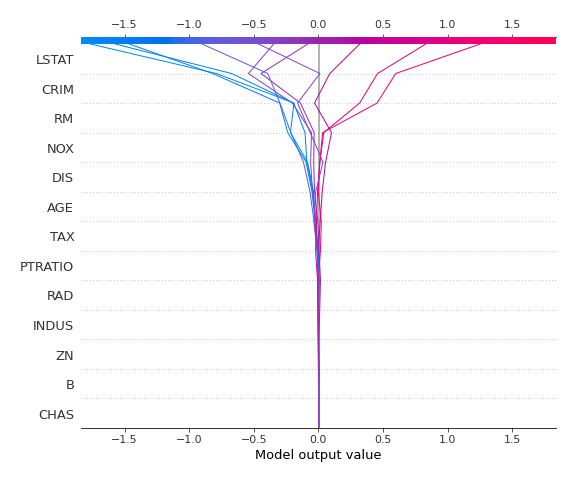 −1.5 −1.0 −0.5 0.0 0.5 1.0 1.5
LSTAT
CRIM
RM
NOX
DIS
AGE
TAX
PTRATIO
RAD
INDUS
ZN
B
CHAS
−1.5 −1.0 −0.5 0.0 0.5 1.0 1.5
Model output value